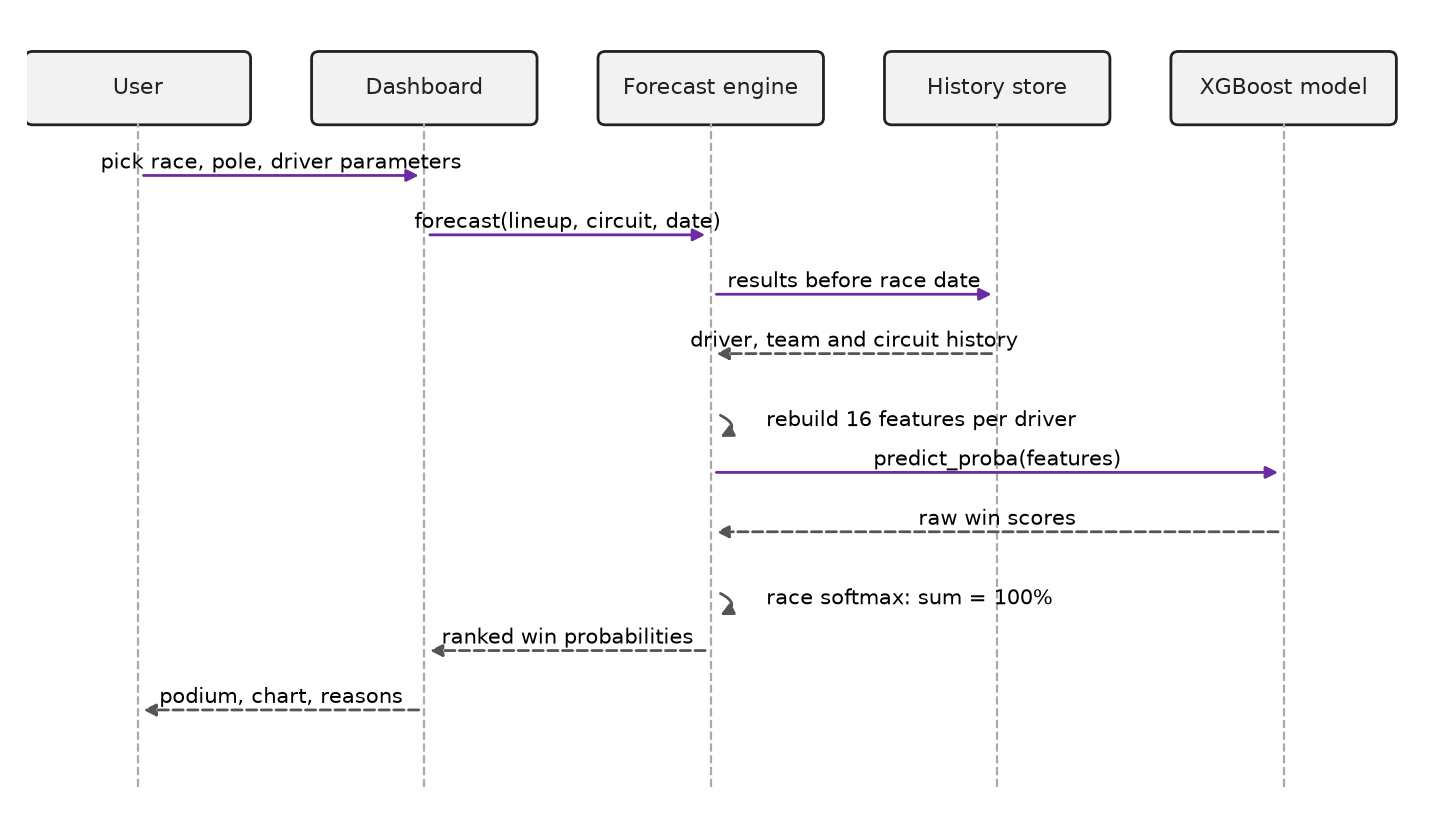 User
Dashboard
Forecast engine
History store
XGBoost model
pick race, pole, driver parameters
forecast(lineup, circuit, date)
results before race date
driver, team and circuit history
rebuild 16 features per driver
predict_proba(features)
raw win scores
race softmax: sum = 100%
ranked win probabilities
podium, chart, reasons